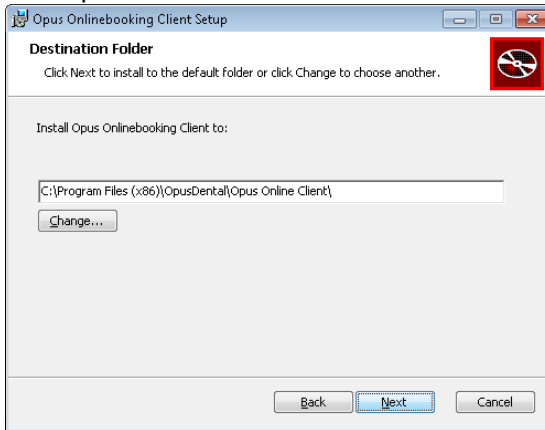 Opus Onlinebooking Client Setup
Destination Folder
Click Next to install to the default folder or click Change to choose another.
Install Opus Onlinebooking Client to:
C:\Program Files (x86)\OpusDental\Opus Online Client\
Change...
Back Next Cancel